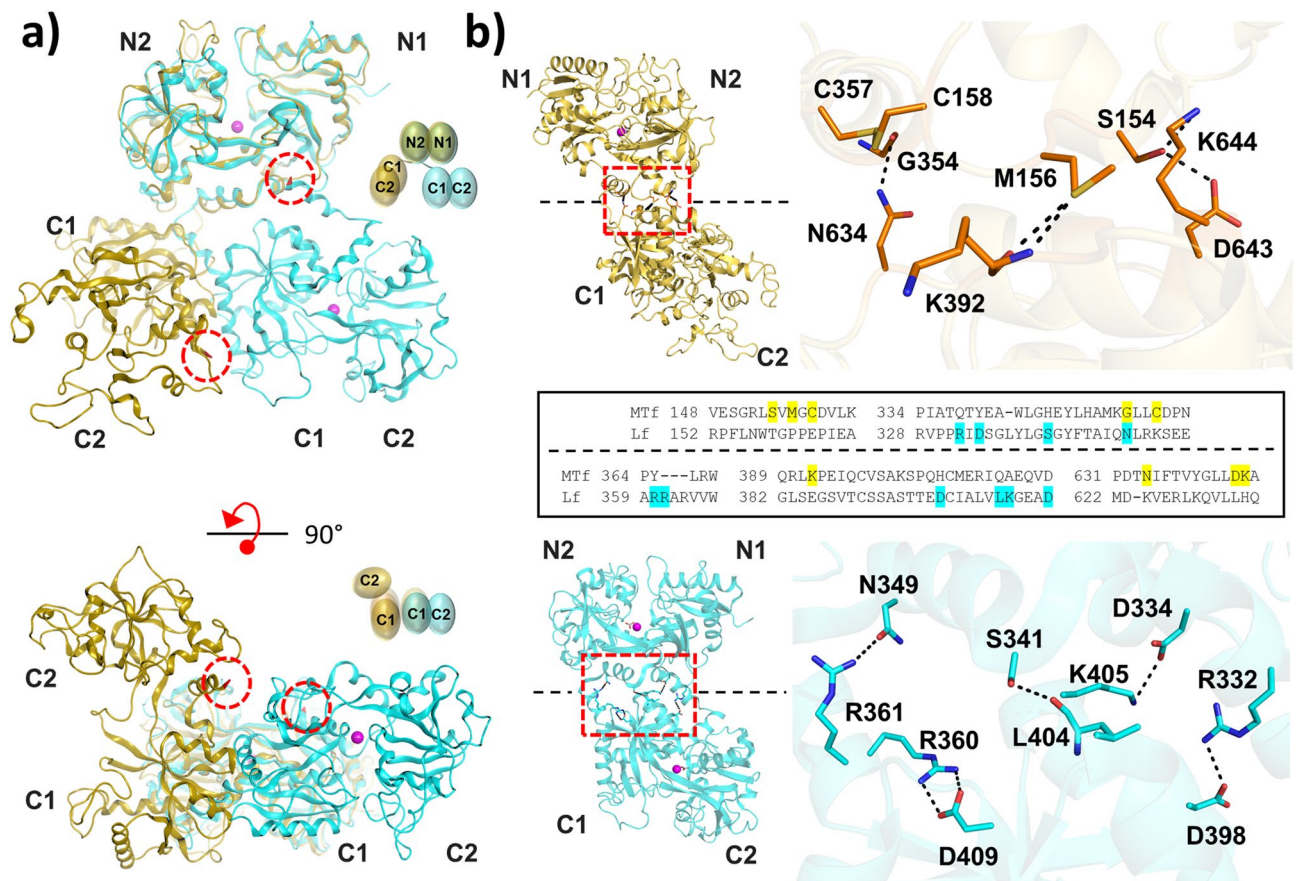 a)
N2
N1
N2 N1
C1
C2
C1 C2
C1
C2
C1
C2
90°
C2
C1 C2
C2
C1
C1
C2
b)
N1
N2
C1
C2
C357
C158
G354
N634
M156
K392
S154
K644
D643
MTf 148 VESGRLSVMGCDVLK 334 PIATQTYEA-WLGHEYLHAMKGLLCDPN
Lf 152 RPFLNWTGPPEPIEA 328 RVPPRIDSGLYLGSGYFTAIQNLRKSEE
MTf 364 PY---LRW 389 QRLKPEIQCVSAKSPQHCMERIQAEQVD 631 PDTNIFTVYGLLDKA
Lf 359 ARRARVVW 382 GLSEGSVTCSSASTTEDCIALVLKGEAD 622 MD-KVERLKQVLLHQ
N2
N1
C1
C2
N349
R361
R360
D409
S341
K405
L404
D334
R332
D398